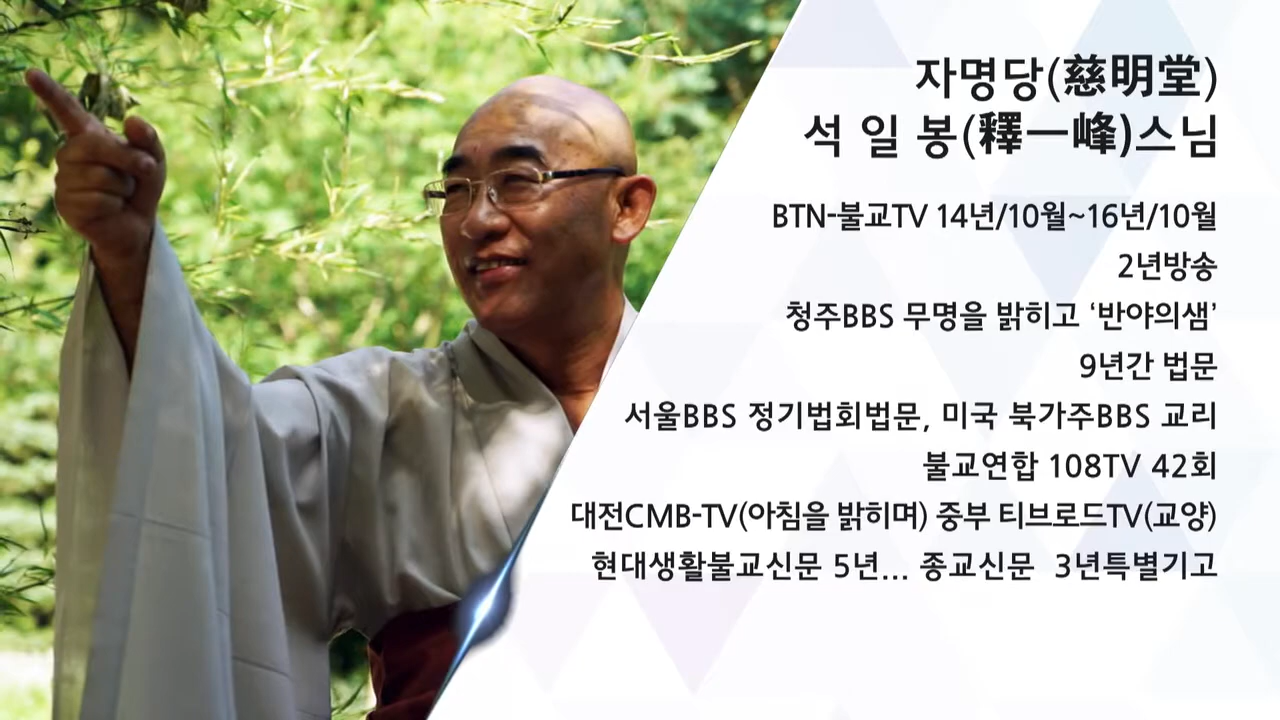 자명당(慈明堂)
석 일 봉(釋一峰)스님
BTN-불교TV 14년/10월~16년/10월
2년방송
청주BBS 무명을 밝히고 ‘반야의샘’
9년간 법문
서울BBS 정기법회법문, 미국 북가주BBS 교리
불교연합 108TV 42회
대전CMB-TV(아침을 밝히며) 중부 티브로드TV(교양)
현대생활불교신문 5년... 종교신문 3년특별기고